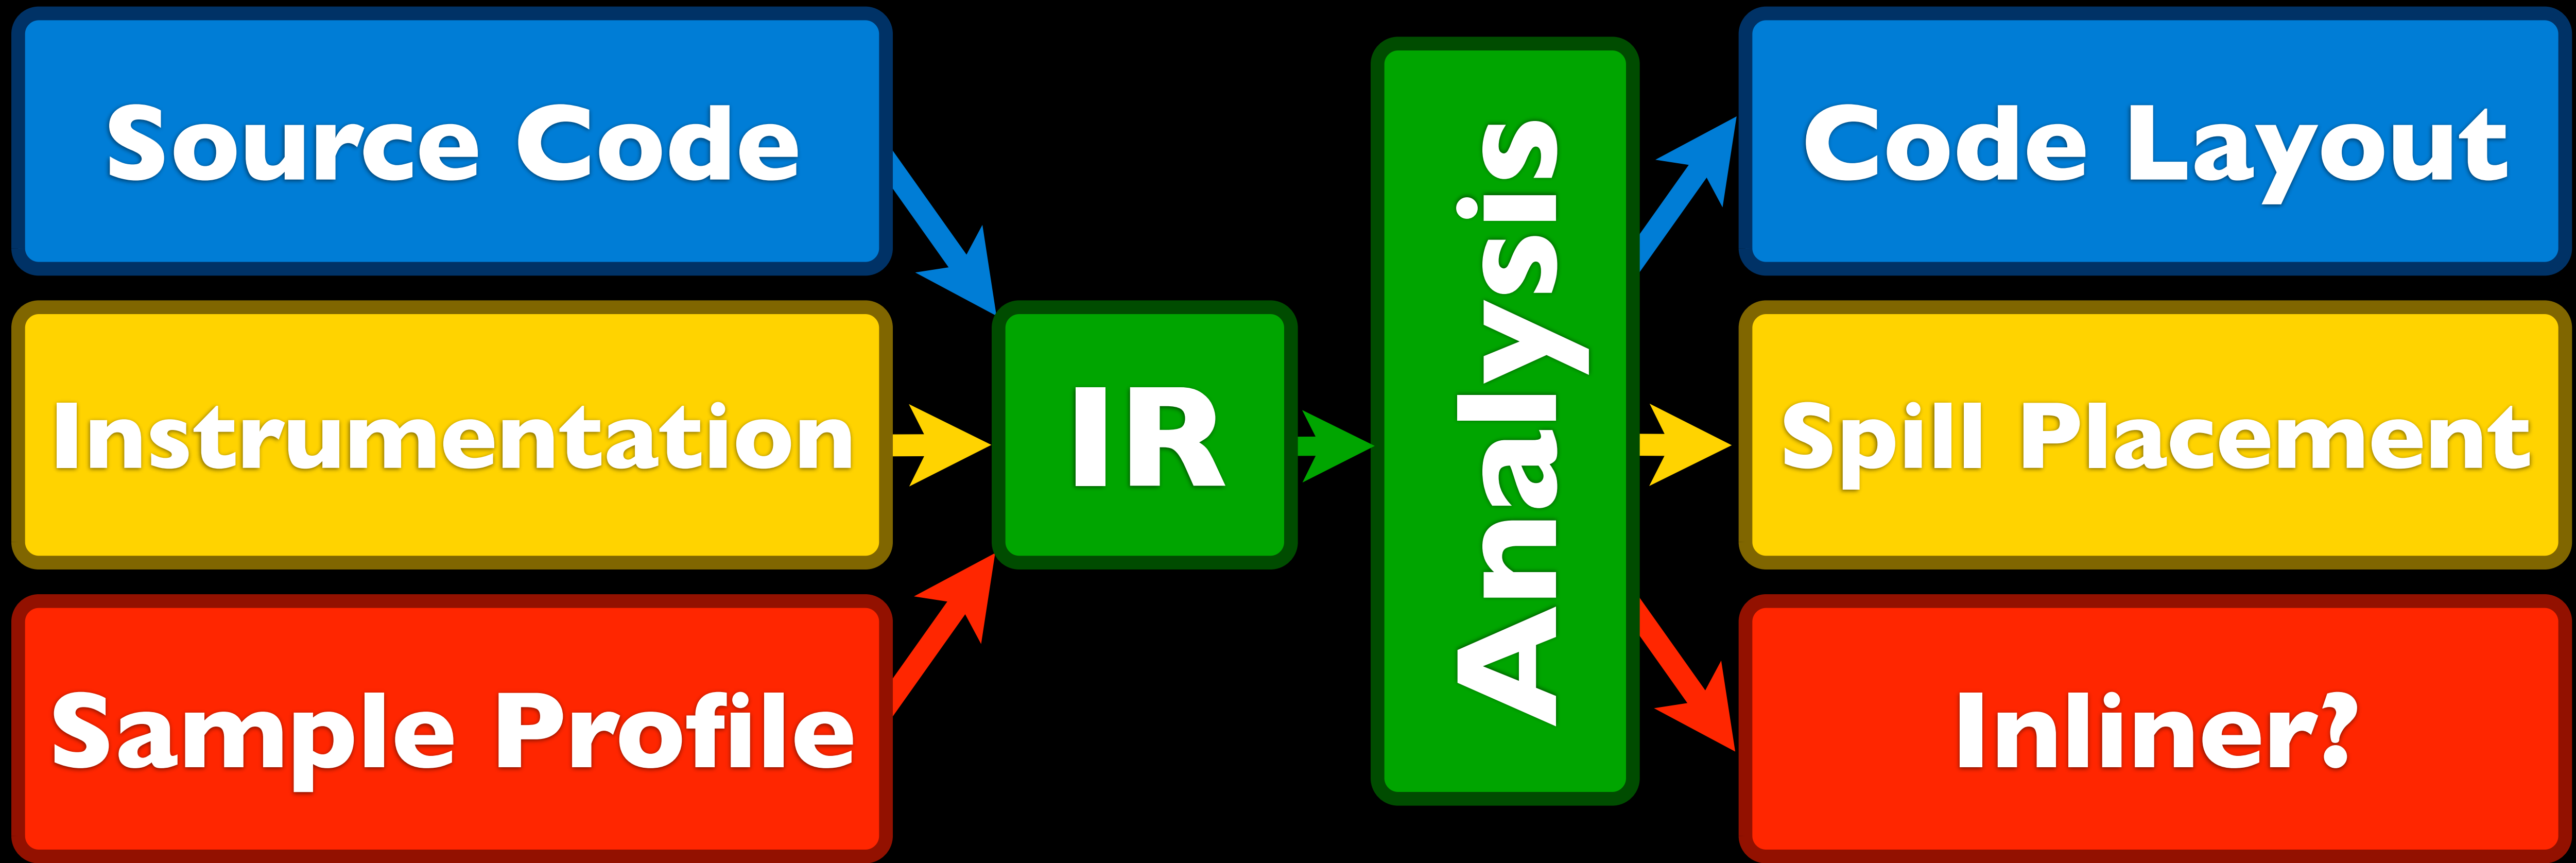 Source Code
Instrumentation
Sample Profile
IR
Analysis
Code Layout
Spill Placement
Inliner?